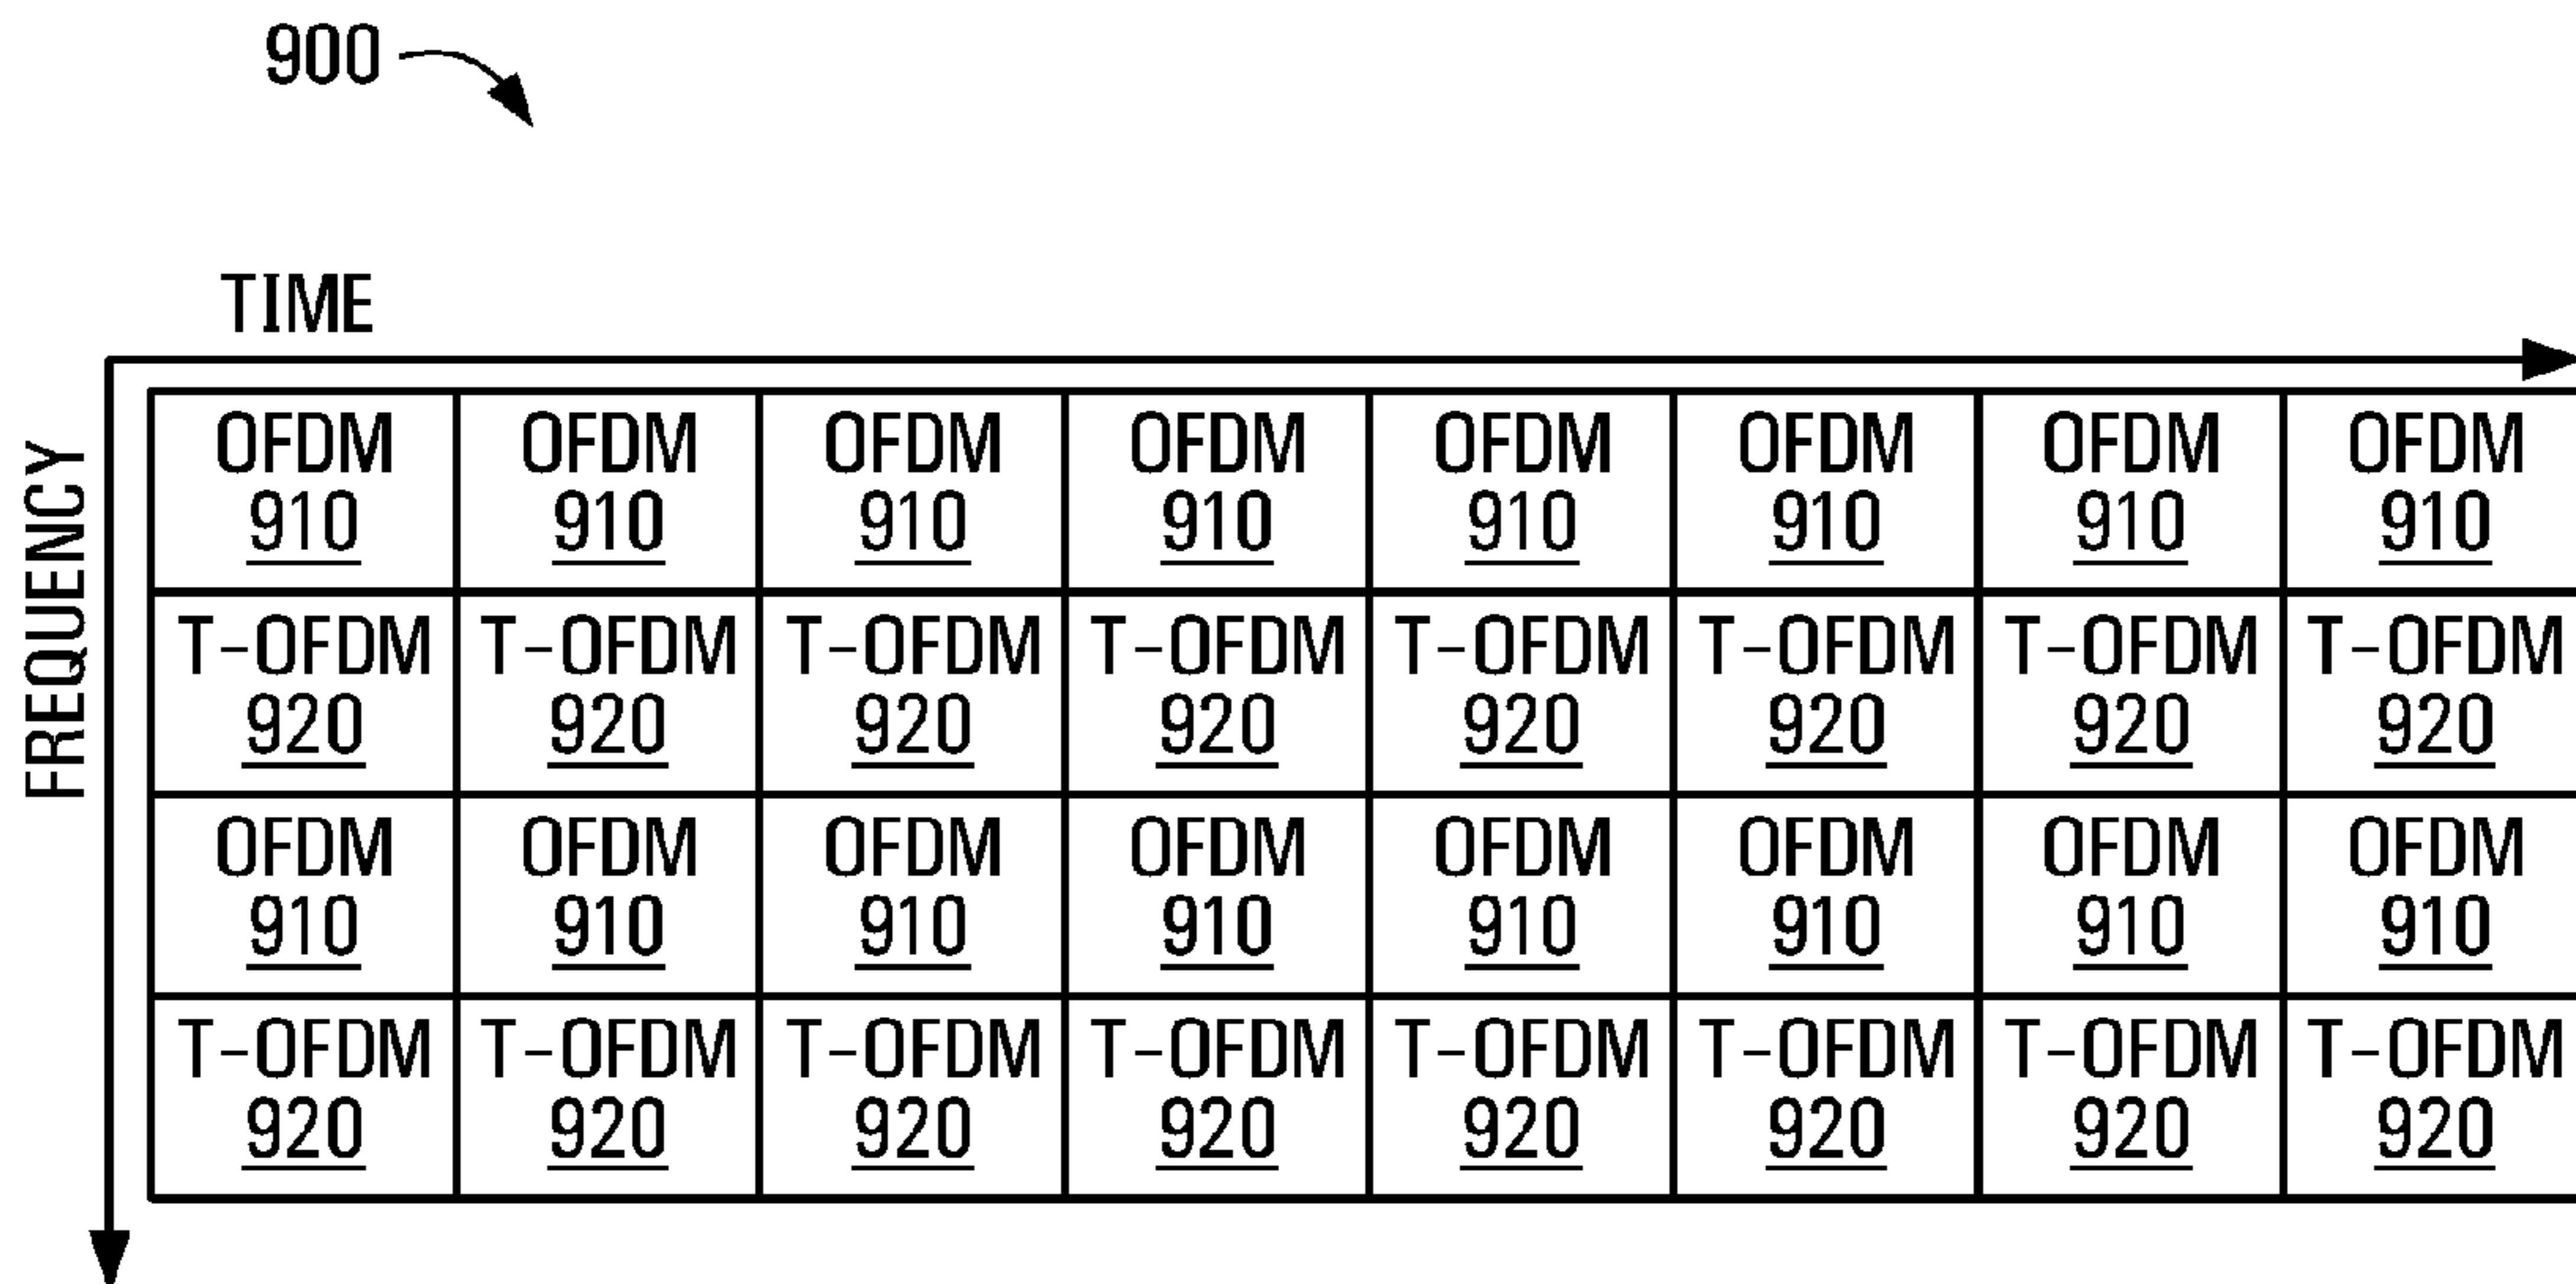 900
TIME
FREQUENCY
OFDM OFDM OFDM OFDM OFDM OFDM OFDM OFDM
910 910 910 910 910 910 910 910
T-OFDM T-OFDM T-OFDM T-OFDM T-OFDM T-OFDM T-OFDM T-OFDM
920 920 920 920 920 920 920 920
OFDM OFDM OFDM OFDM OFDM OFDM OFDM OFDM
910 910 910 910 910 910 910 910
T-OFDM T-OFDM T-OFDM T-OFDM T-OFDM T-OFDM T-OFDM T-OFDM
920 920 920 920 920 920 920 920